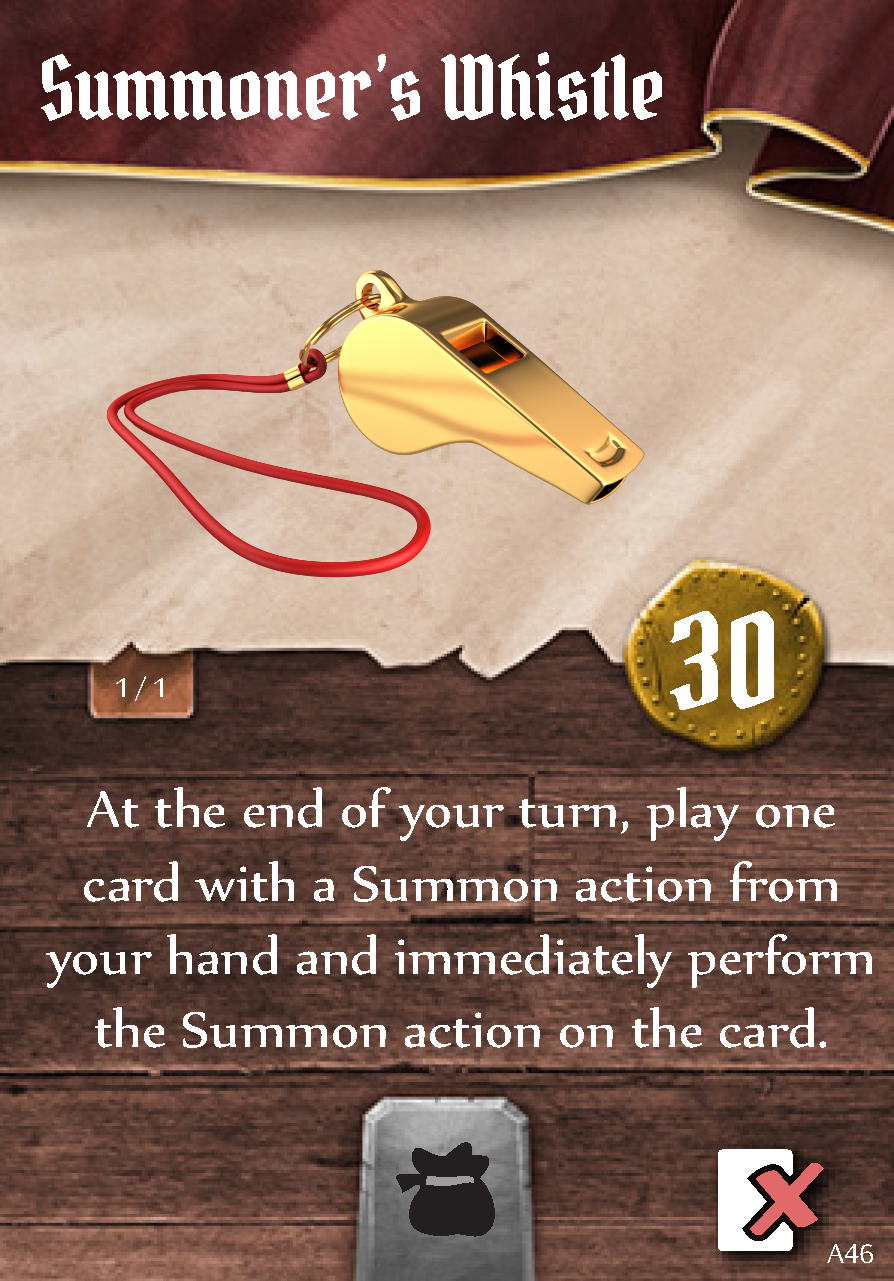 Summoner's Whistle
30
1/1
At the end of your turn, play one
card with a Summon action from
your hand and immediately perform
the Summon action on the card.
A46